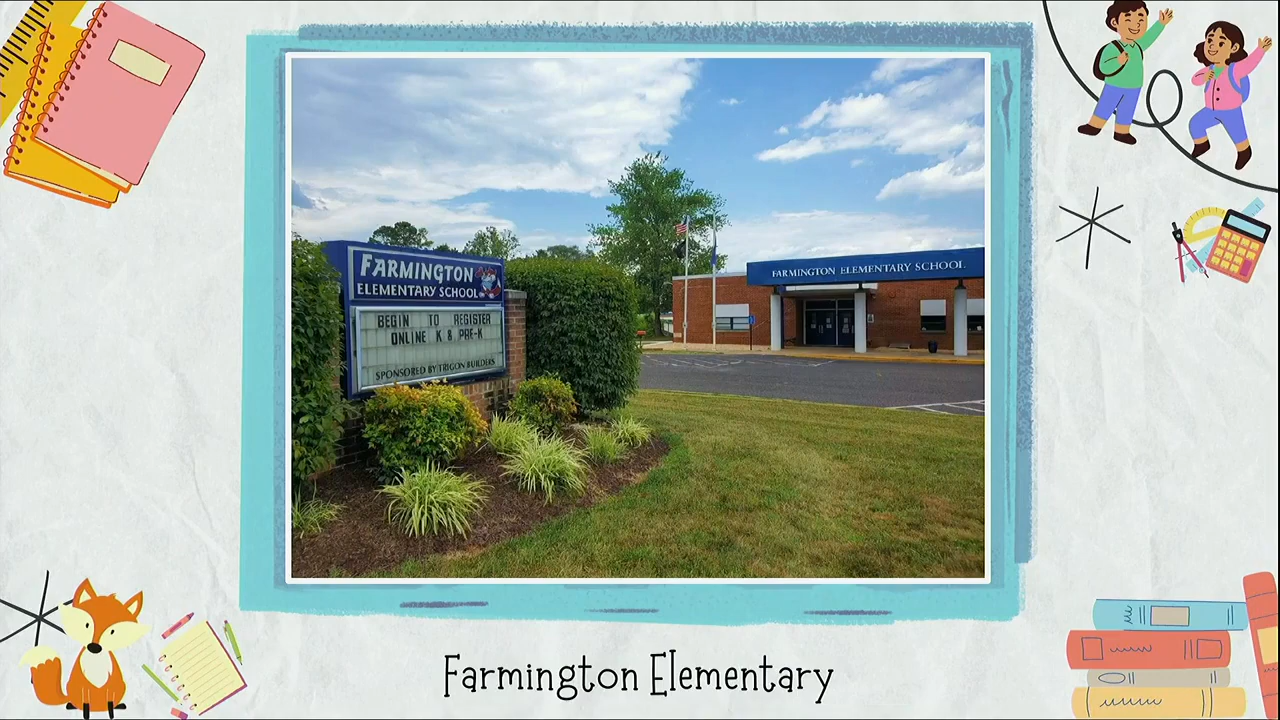 FARMINGTON
ELEMENTARY SCHOOL
BEGIN TO REGISTER
ONLINE K & PRE-K
SPONSORED BY TRIGON BUILDERS
FARMINGTON ELEMENTARY SCHOOL
Farmington Elementary